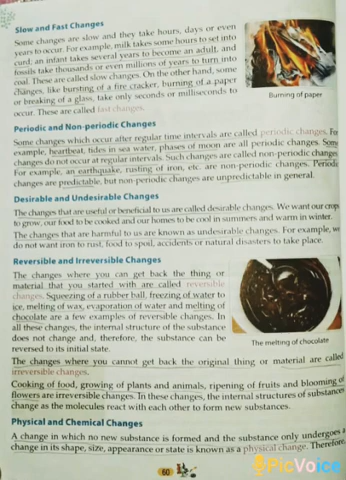 Slow and Fast Changes
Some changes are slow and they take hours, days or even
years to occur. For example, milk takes some hours to set into
curd, an infant takes several years to become an adult, and
fossils take thousands or even millions of years to turn into
coal. These are called slow changes. On the other hand, some
changes, like bursting of a fire cracker, burning of a paper
or breaking of a glass, take only seconds or milliseconds to
occur. These are called fast changes.
Burning of paper
Periodic and Non-periodic Changes
Some changes which occur after regular time intervals are called periodic changes. For
example, heartbeat, tides in sea water, phases of moon are all periodic changes. Some
changes do not occur at regular intervals. Such changes are called non-periodic changes.
For example, an earthquake, rusting of iron, etc. are non-periodic changes. Periodic
changes are predictable, but non-periodic changes are unpredictable in general.
Desirable and Undesirable Changes
The changes that are useful or beneficial to us are called desirable changes. We want our crops
to grow, our food to be cooked and our homes to be cool in summers and warm in winter.
The changes that are harmful to us are known as undesirable changes. For example, we
do not want iron to rust, food to spoil, accidents or natural disasters to take place.
Reversible and Irreversible Changes
The changes where you can get back the thing or
material that you started with are called reversible
changes. Squeezing of a rubber ball, freezing of water to
ice, melting of wax, evaporation of water and melting of
chocolate are a few examples of reversible changes. In
all these changes, the internal structure of the substance
does not change and, therefore, the substance can be
reversed to its initial state.
The melting of chocolate
The changes where you cannot get back the original thing or material are called
irreversible changes.
Cooking of food, growing of plants and animals, ripening of fruits and blooming of
flowers are irreversible changes. In these changes, the internal structures of substances
change as the molecules react with each other to form new substances.
Physical and Chemical Changes
A change in which no new substance is formed and the substance only undergoes a
change in its shape, size, appearance or state is known as a physical change. Therefore,
60
PicVoice